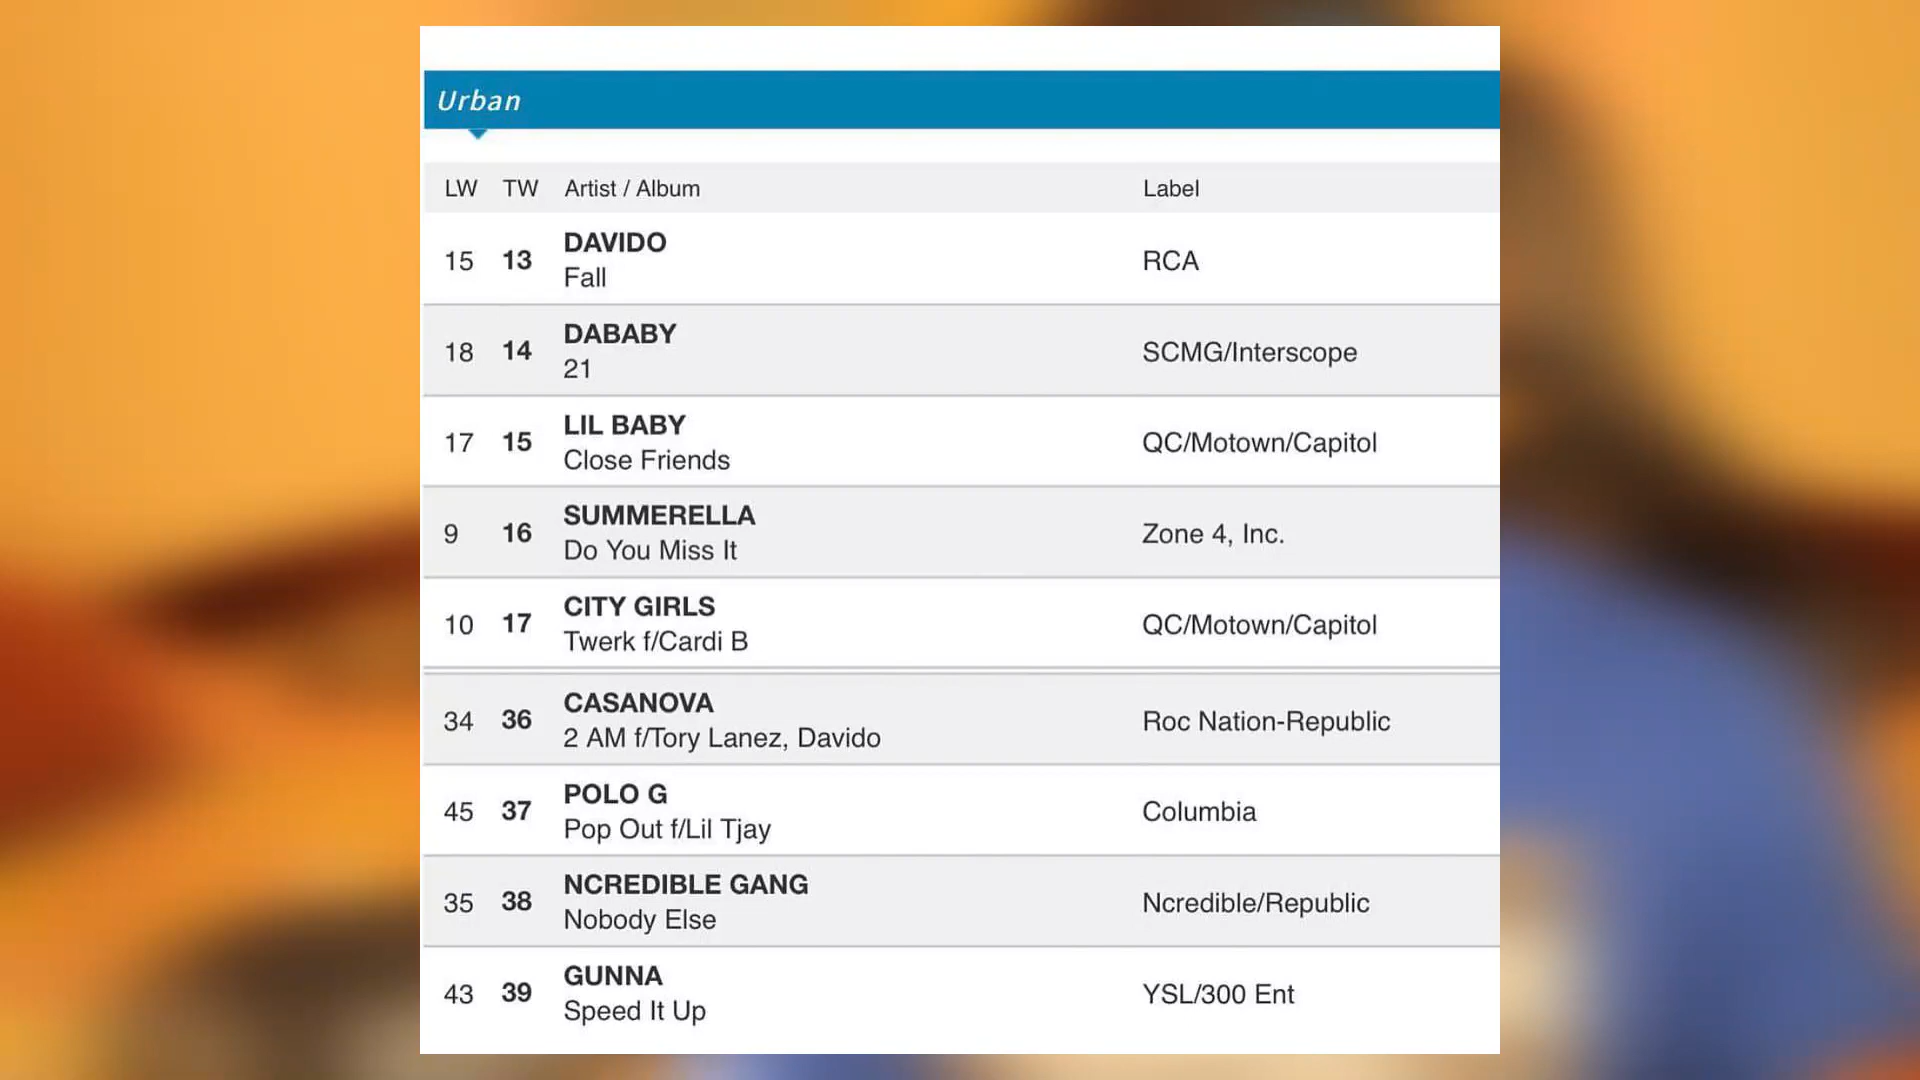 Urban
LW TW Artist / Album Label
15 13 DAVIDO
Fall
RCA
18 14 DABABY
21
SCMG/Interscope
17 15 LIL BABY
Close Friends
QC/Motown/Capitol
9 16 SUMMERELLA
Do You Miss It
Zone 4, Inc.
10 17 CITY GIRLS
Twerk f/Cardi B
QC/Motown/Capitol
34 36 CASANOVA
2 AM f/Tory Lanez, Davido
Roc Nation-Republic
45 37 POLO G
Pop Out f/Lil Tjay
Columbia
35 38 NCREDIBLE GANG
Nobody Else
Ncredible/Republic
43 39 GUNNA
Speed It Up
YSL/300 Ent